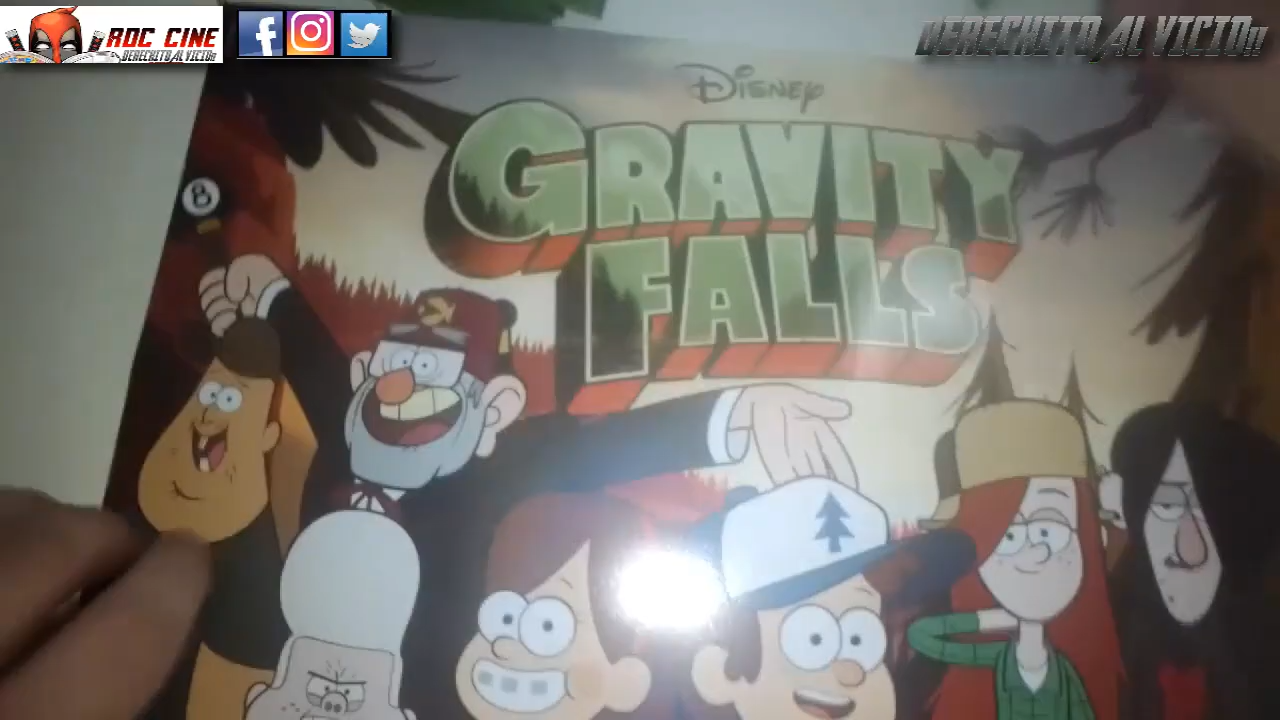 ROC CINE
DERECHITO AL VICIO!!
f
DERECHITO AL VICIO!!
DISNEY
GRAVITY
FALLS
8